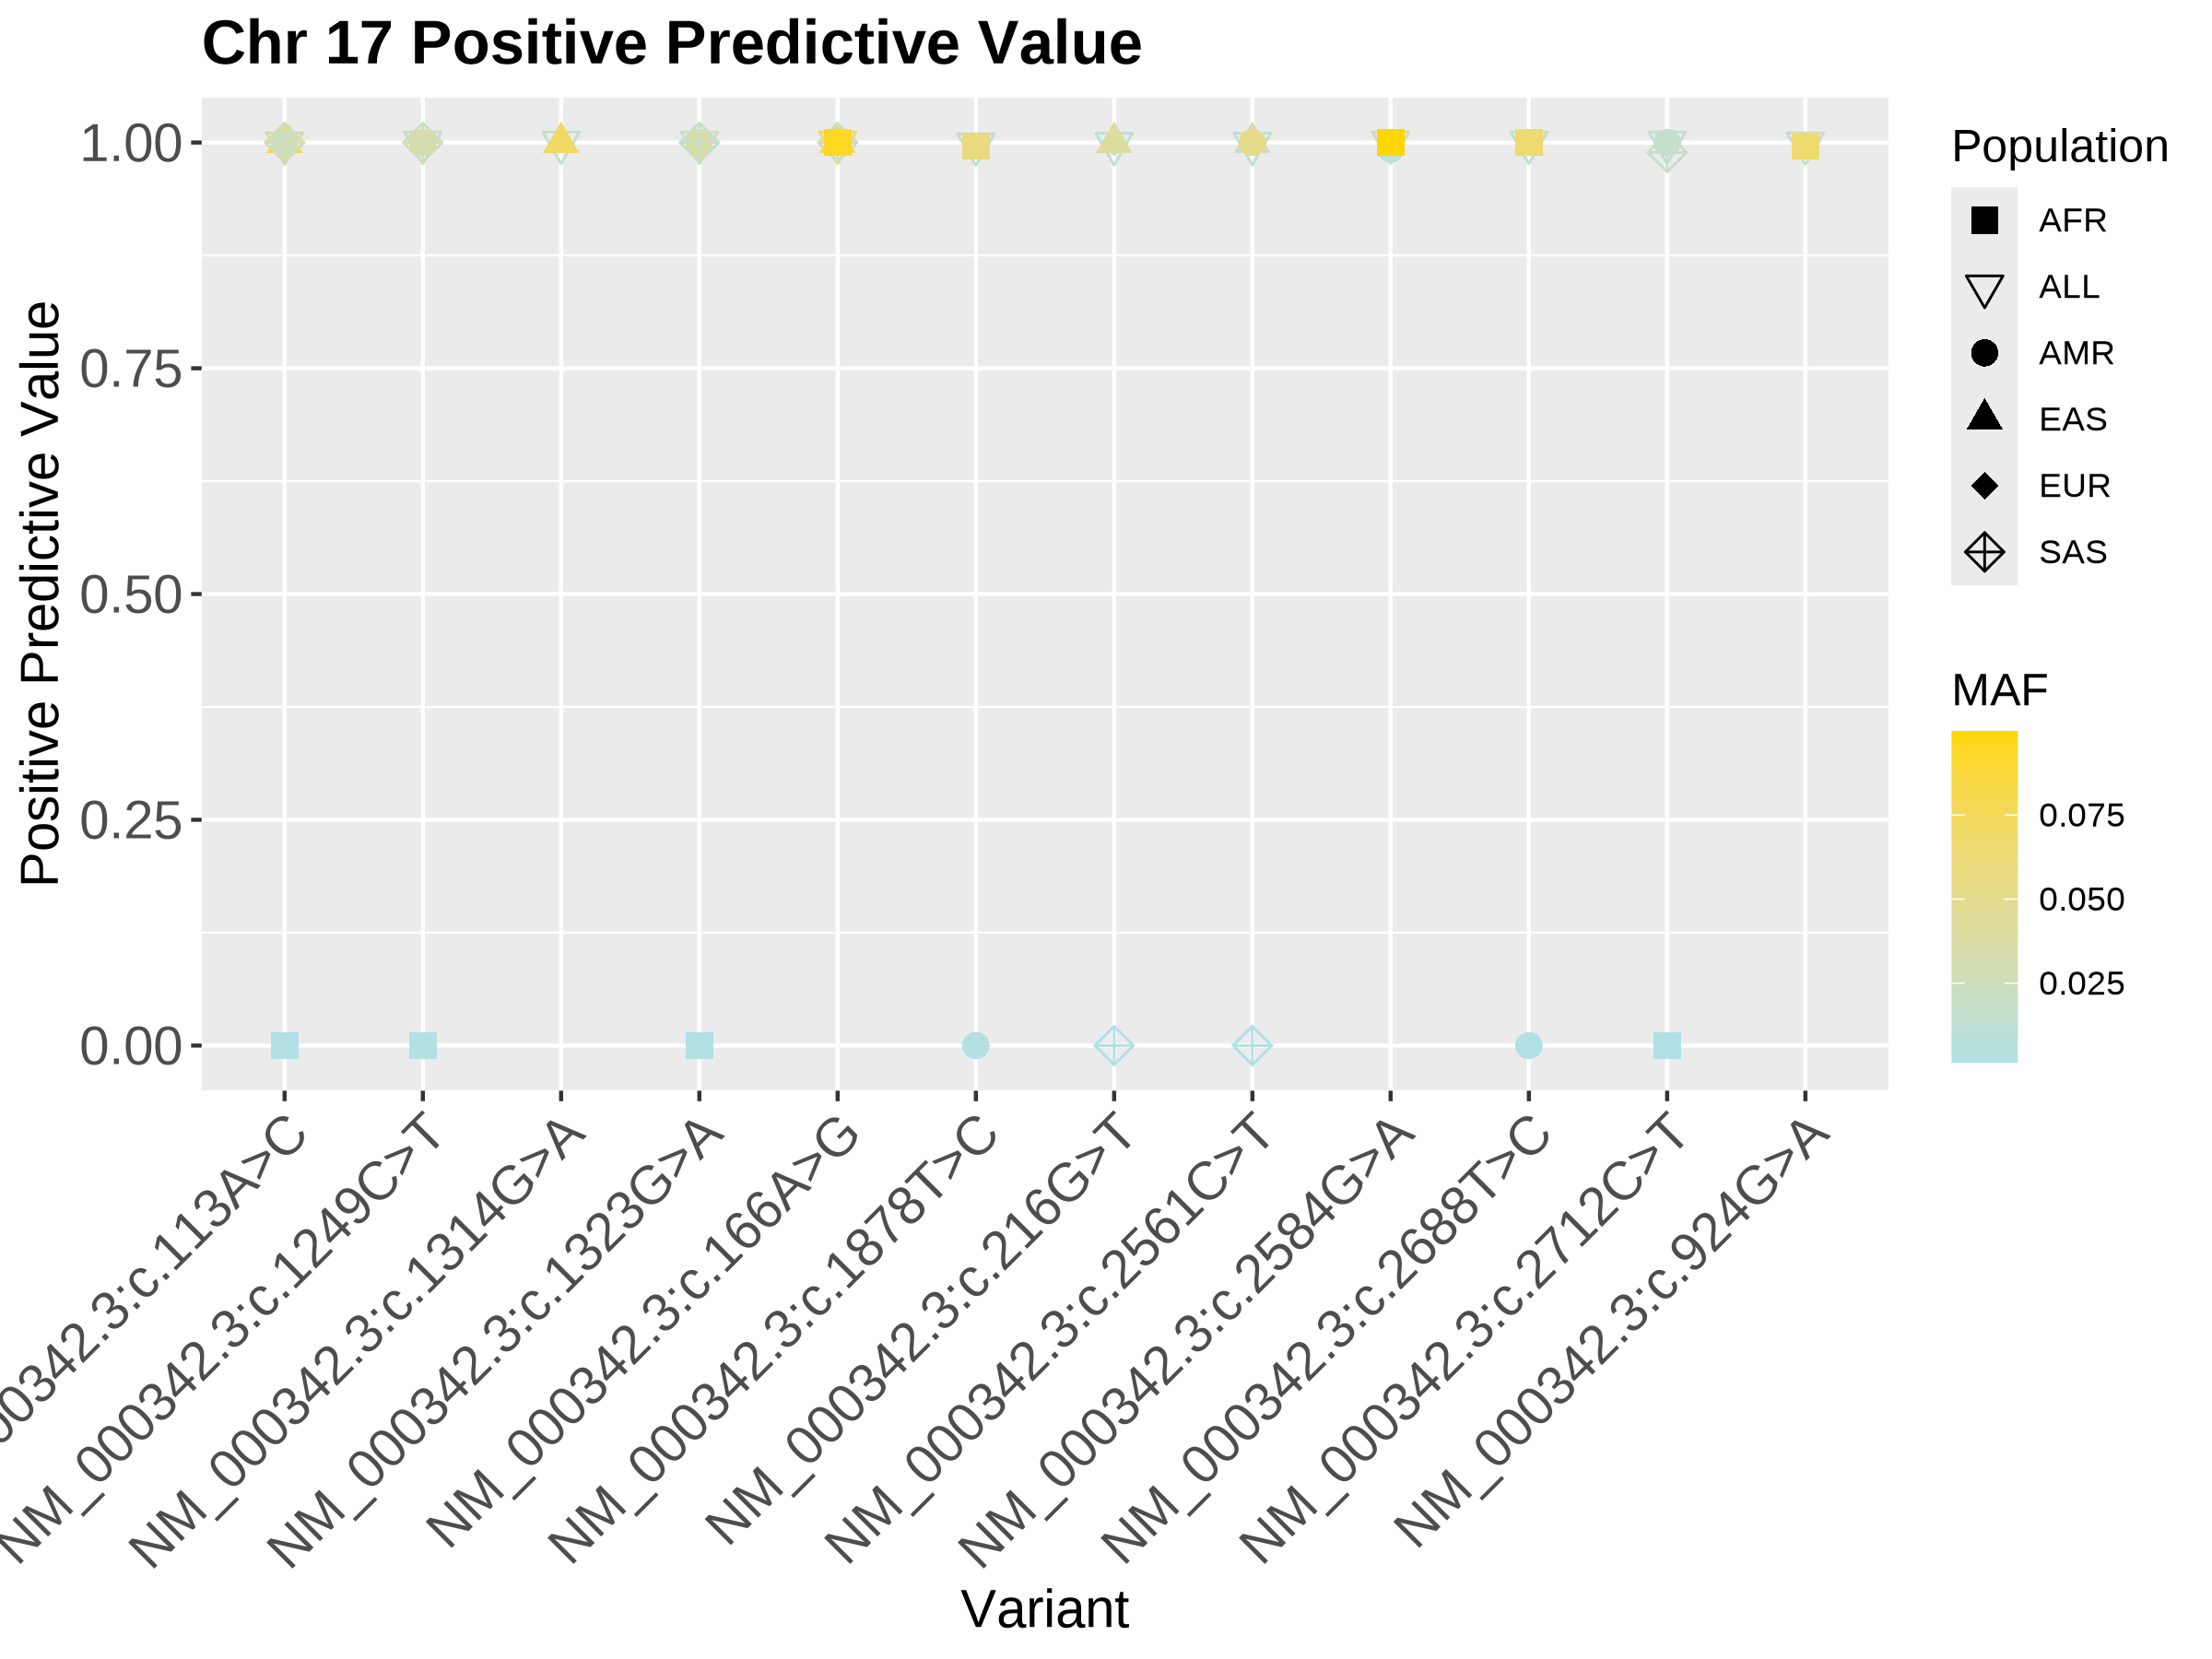 Chr 17 Positive Predictive Value
Positive Predictive Value
1.00
0.75
0.50
0.25
0.00
00342.3:c.113A>C
NM_000342.3:c.1249C>T
NM_000342.3:c.1314G>A
NM_000342.3:c.1323G>A
NM_000342.3:c.166A>G
NM_000342.3:c.1878T>C
NM_000342.3:c.216G>T
NM_000342.3:c.2561C>T
NM_000342.3:c.2584G>A
NM_000342.3:c.2688T>C
NM_000342.3:c.2712C>T
NM_000342.3:c.924G>A
Variant
Population
AFR
ALL
AMR
EAS
EUR
SAS
MAF
0.075
0.050
0.025